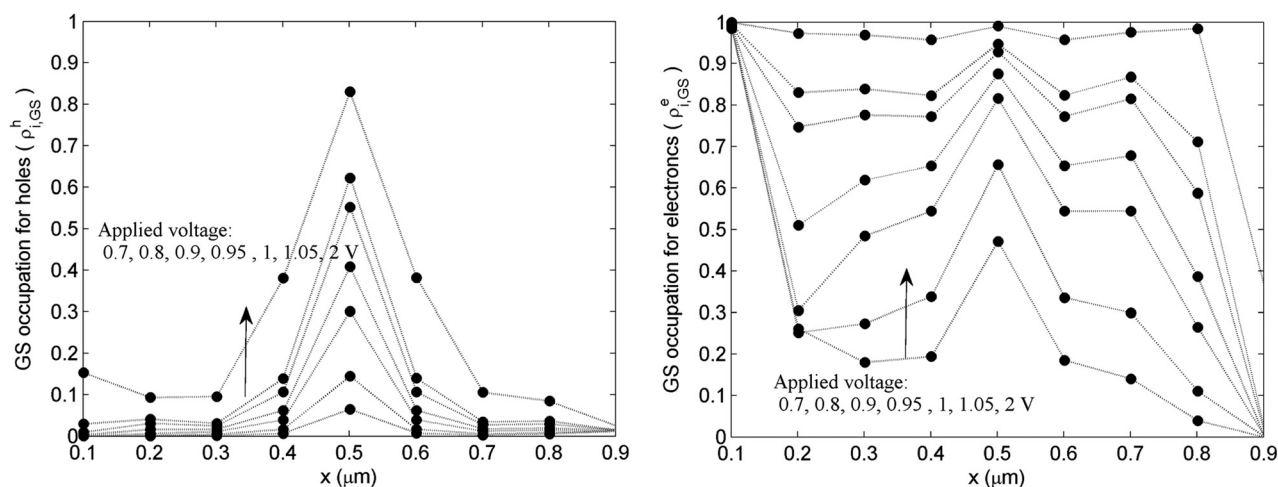 GS occupation for holes ( ρ^h_i,GS )
1
0.9
0.8
0.7
0.6
0.5
0.4
0.3
0.2
0.1
0
Applied voltage:
0.7, 0.8, 0.9, 0.95 , 1, 1.05, 2 V
0.1 0.2 0.3 0.4 0.5 0.6 0.7 0.8 0.9
x (μm)
GS occupation for electroncs ( ρ^e_i,GS )
1
0.9
0.8
0.7
0.6
0.5
0.4
0.3
0.2
0.1
0
Applied voltage:
0.7, 0.8, 0.9, 0.95 , 1, 1.05, 2 V
0.1 0.2 0.3 0.4 0.5 0.6 0.7 0.8 0.9
x (μm)